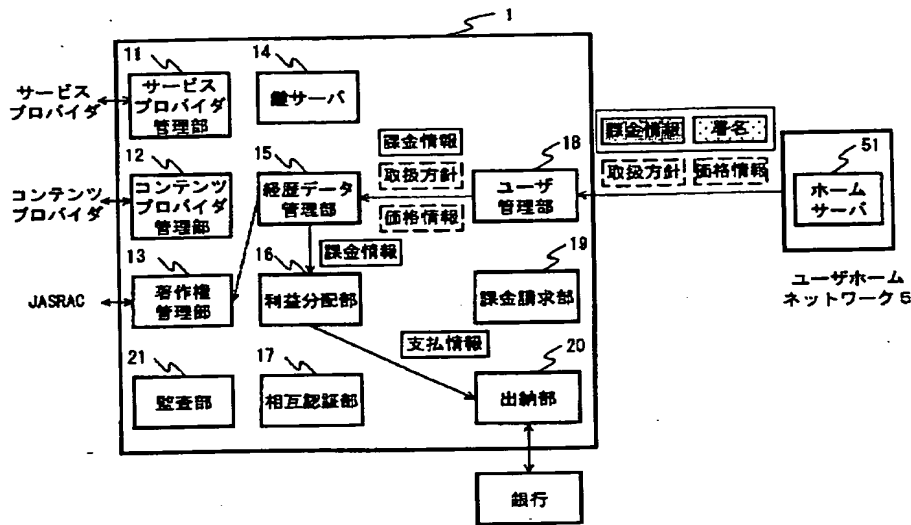 1
11
サービス
プロバイダ
管理部
サービス
プロバイダ
14
鍵サーバ
課金情報
署名
取扱方針
価格情報
51
ホーム
サーバ
ユーザホーム
ネットワーク5
12
コンテンツ
プロバイダ
管理部
コンテンツ
プロバイダ
15
経歴データ
管理部
課金情報
取扱方針
価格情報
18
ユーザ
管理部
課金情報
13
著作権
管理部
JASRAC
16
利益分配部
19
課金請求部
支払情報
21
監査部
17
相互認証部
20
出納部
銀行